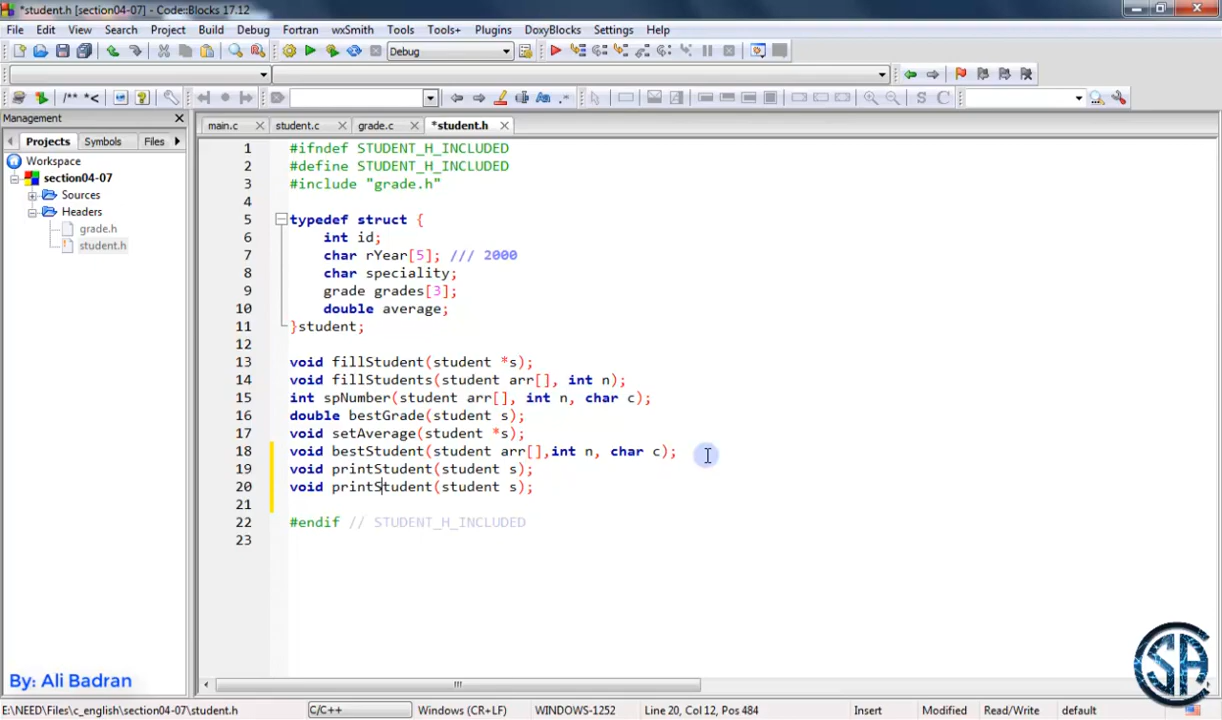 *student.h [section04-07] - Code::Blocks 17.12
File Edit View Search Project Build Debug Fortran wxSmith Tools Tools+ Plugins DoxyBlocks Settings Help
Debug
/** *<
S C
Management
Projects Symbols Files
main.c student.c grade.c *student.h
Workspace
section04-07
Sources
Headers
grade.h
student.h
1 #ifndef STUDENT_H_INCLUDED
2 #define STUDENT_H_INCLUDED
3 #include "grade.h"
4
5 typedef struct {
6 int id;
7 char rYear[5]; /// 2000
8 char speciality;
9 grade grades[3];
10 double average;
11 }student;
12
13 void fillStudent(student *s);
14 void fillStudents(student arr[], int n);
15 int spNumber(student arr[], int n, char c);
16 double bestGrade(student s);
17 void setAverage(student *s);
18 void bestStudent(student arr[],int n, char c);
19 void printStudent(student s);
20 void printStudent(student s);
21
22 #endif // STUDENT_H_INCLUDED
23
By: Ali Badran
SA
E:\NEED\Files\c_english\section04-07\student.h C/C++ Windows (CR+LF) WINDOWS-1252 Line 20, Col 12, Pos 484 Insert Modified Read/Write default